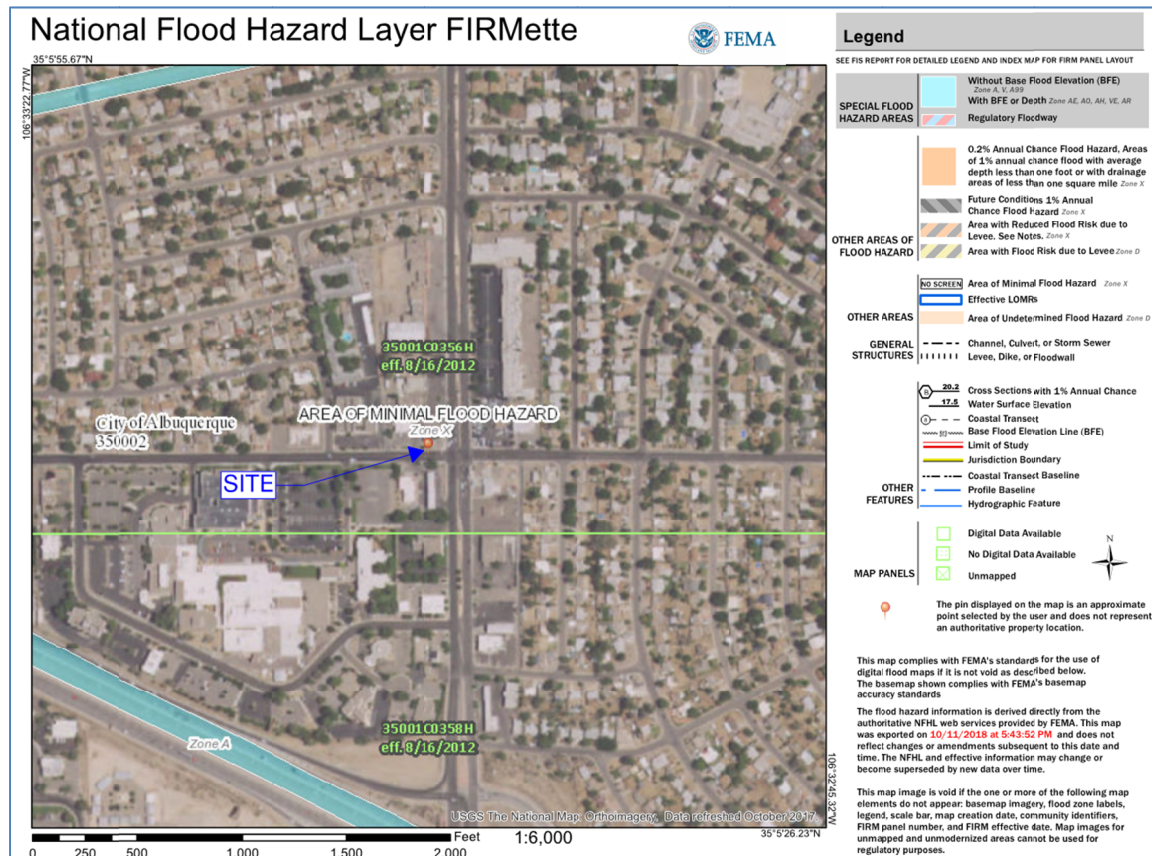 National Flood Hazard Layer FIRMette
FEMA
35°5'55.67"N
106°33'22.77"W
35001C0356H
eff. 8/16/2012
AREA OF MINIMAL FLOOD HAZARD
Zone X
City of Albuquerque
350002
SITE
Zone A
35001C0358H
eff. 8/16/2012
USGS The National Map: Orthoimagery. Data refreshed October 2017.
106°32'45.32"W
35°5'26.23"N
Feet
1:6,000
0 250 500 1,000 1,500 2,000
Legend
SEE FIS REPORT FOR DETAILED LEGEND AND INDEX MAP FOR FIRM PANEL LAYOUT
SPECIAL FLOOD
HAZARD AREAS
Without Base Flood Elevation (BFE)
Zone A, V, A99
With BFE or Depth Zone AE, AO, AH, VE, AR
Regulatory Floodway
OTHER AREAS OF
FLOOD HAZARD
0.2% Annual Chance Flood Hazard, Areas
of 1% annual chance flood with average
depth less than one foot or with drainage
areas of less than one square mile Zone X
Future Conditions 1% Annual
Chance Flood Hazard Zone X
Area with Reduced Flood Risk due to
Levee. See Notes. Zone X
Area with Flood Risk due to Levee Zone D
OTHER AREAS
NO SCREEN Area of Minimal Flood Hazard Zone X
Effective LOMRs
Area of Undetermined Flood Hazard Zone D
GENERAL
STRUCTURES
Channel, Culvert, or Storm Sewer
Levee, Dike, or Floodwall
OTHER
FEATURES
B 20.2 Cross Sections with 1% Annual Chance
17.5 Water Surface Elevation
Coastal Transect
Base Flood Elevation Line (BFE)
Limit of Study
Jurisdiction Boundary
Coastal Transect Baseline
Profile Baseline
Hydrographic Feature
MAP PANELS
Digital Data Available
No Digital Data Available
Unmapped
N
The pin displayed on the map is an approximate
point selected by the user and does not represent
an authoritative property location.
This map complies with FEMA's standards for the use of
digital flood maps if it is not void as described below.
The basemap shown complies with FEMA's basemap
accuracy standards
The flood hazard information is derived directly from the
authoritative NFHL web services provided by FEMA. This map
was exported on 10/11/2018 at 5:43:52 PM and does not
reflect changes or amendments subsequent to this date and
time. The NFHL and effective information may change or
become superseded by new data over time.
This map image is void if the one or more of the following map
elements do not appear: basemap imagery, flood zone labels,
legend, scale bar, map creation date, community identifiers,
FIRM panel number, and FIRM effective date. Map images for
unmapped and unmodernized areas cannot be used for
regulatory purposes.